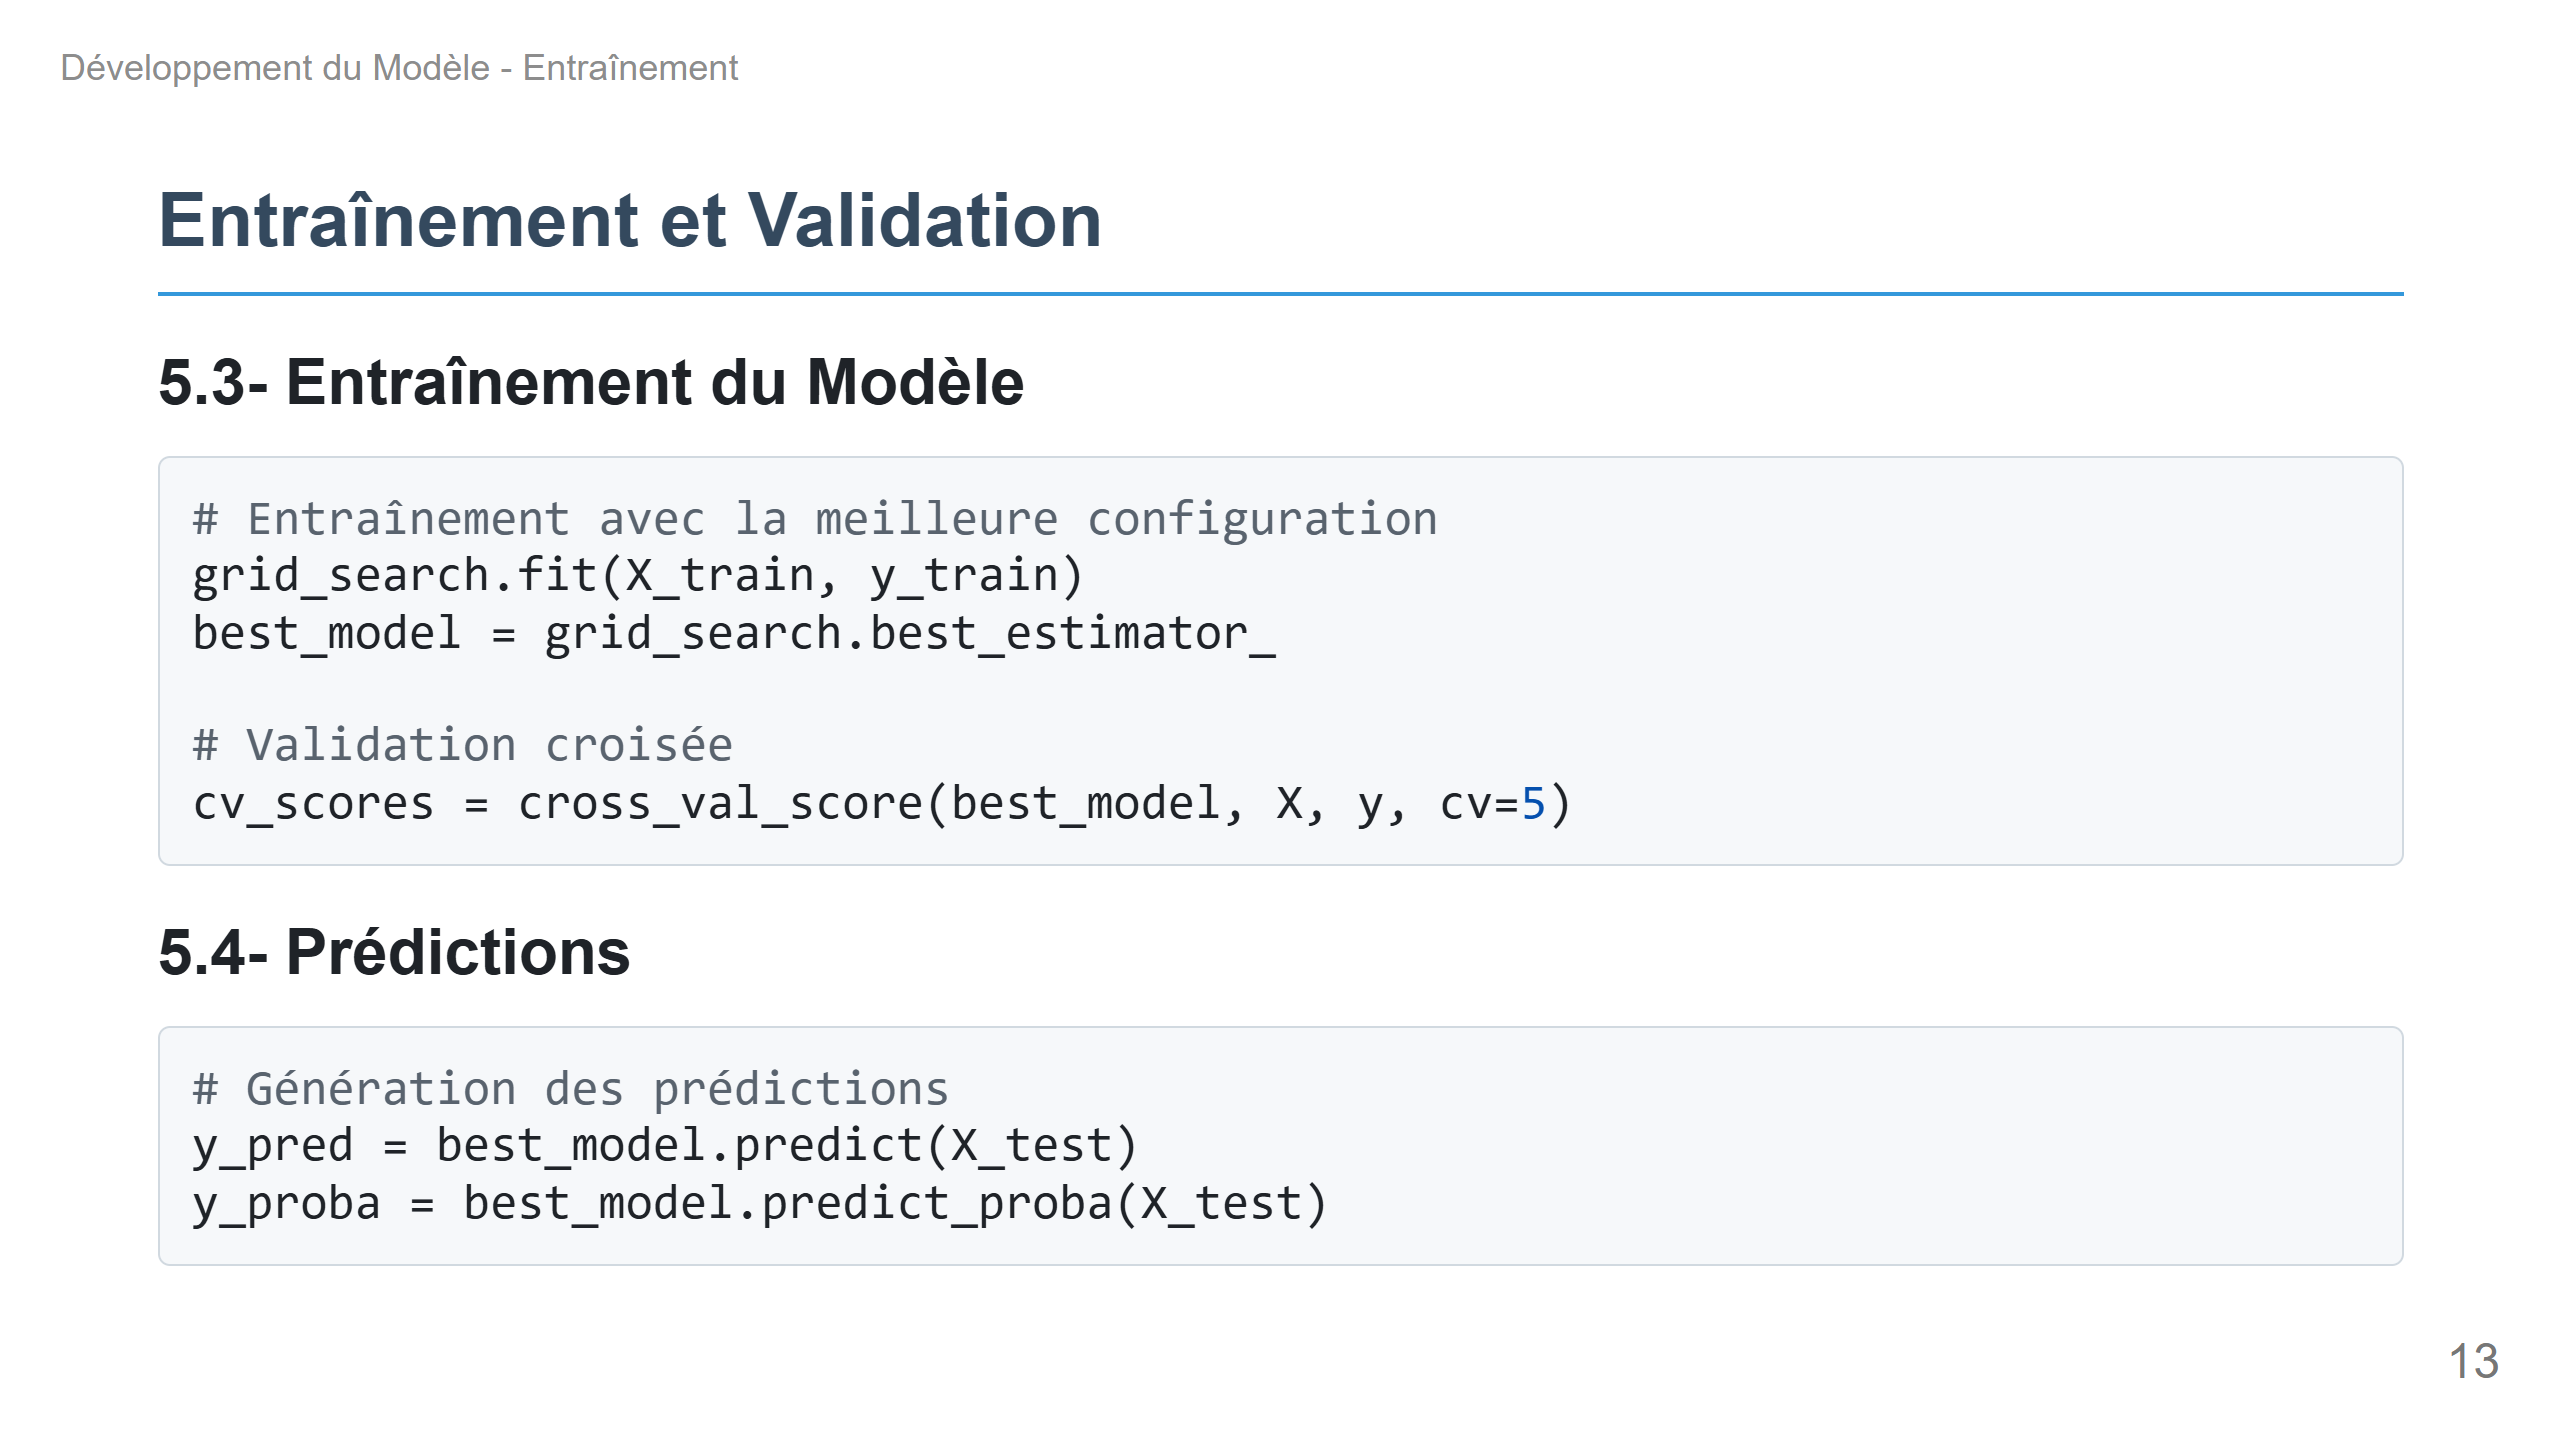 Développement du Modèle - Entraînement
Entraînement et Validation
5.3- Entraînement du Modèle
# Entraînement avec la meilleure configuration
grid_search.fit(X_train, y_train)
best_model = grid_search.best_estimator_
# Validation croisée
cv_scores = cross_val_score(best_model, X, y, cv=5)
5.4- Prédictions
# Génération des prédictions
y_pred = best_model.predict(X_test)
y_proba = best_model.predict_proba(X_test)
13